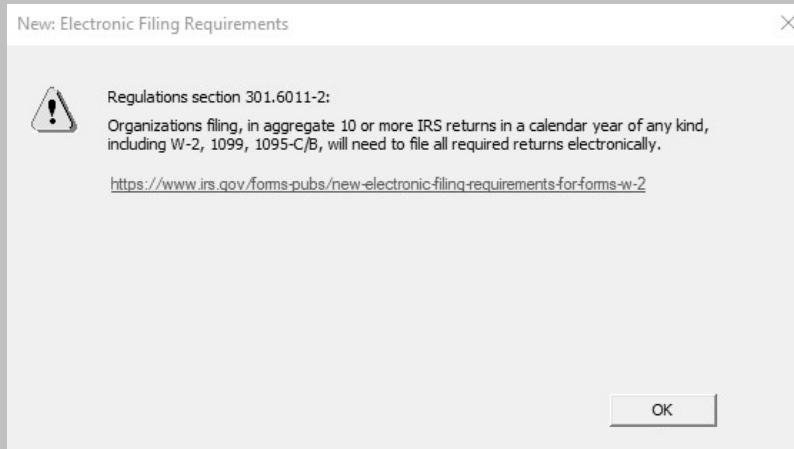 New: Electronic Filing Requirements
Regulations section 301.6011-2:
Organizations filing, in aggregate 10 or more IRS returns in a calendar year of any kind,
including W-2, 1099, 1095-C/B, will need to file all required returns electronically.
https://www.irs.gov/forms-pubs/new-electronic-filing-requirements-for-forms-w-2
OK